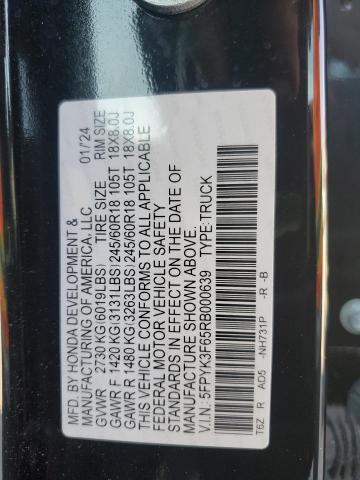 MFD. BY HONDA DEVELOPMENT &
MANUFACTURING OF AMERICA, LLC 01/'24
GVWR 2730 KG(6019LBS) TIRE SIZE RIM SIZE
GAWR F 1420 KG(3131LBS)245/60R18 105T 18X8.0J
GAWR R 1480 KG(3263LBS)245/60R18 105T 18X8.0J
THIS VEHICLE CONFORMS TO ALL APPLICABLE
FEDERAL MOTOR VEHICLE SAFETY
STANDARDS IN EFFECT ON THE DATE OF
MANUFACTURE SHOWN ABOVE.
V.I.N.: 5FPYK3F65RB000639 TYPE: TRUCK
T6Z R AD5 -NH731P -R -B